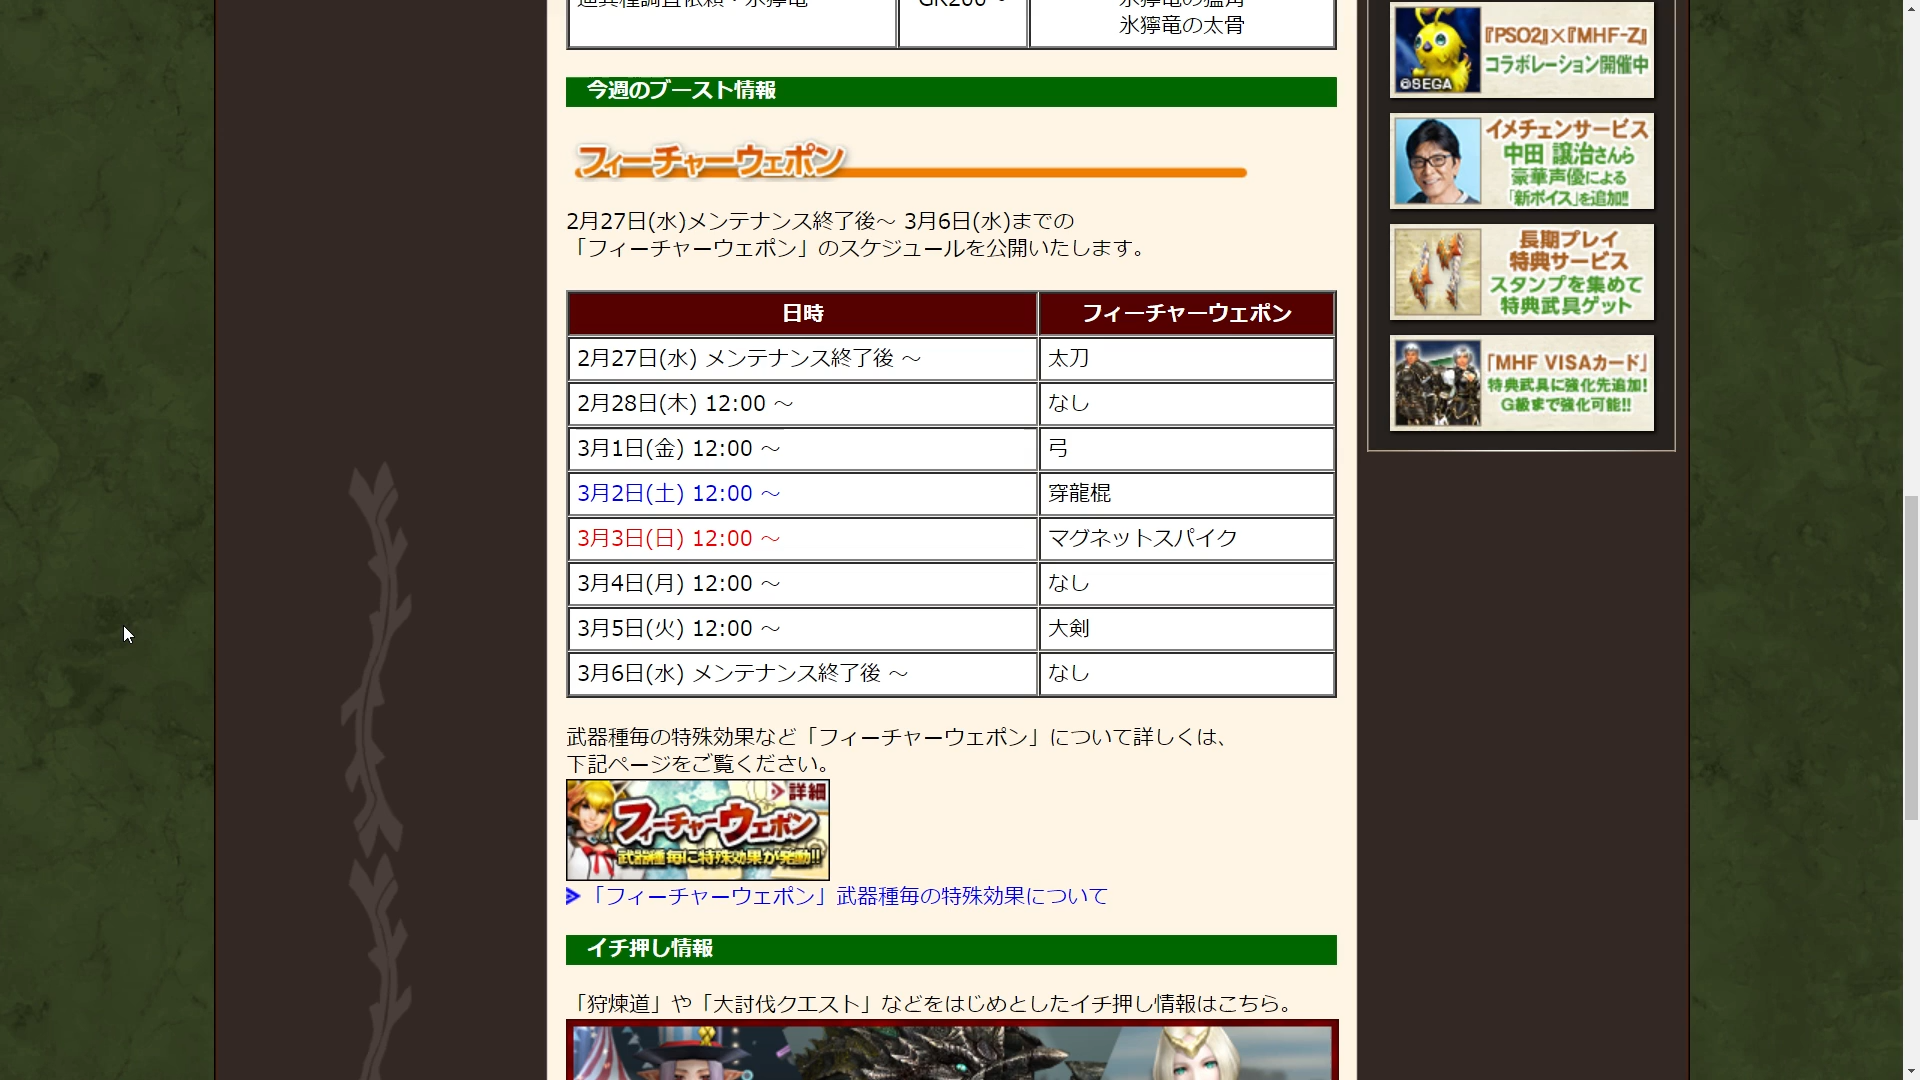 GR200 ～
氷獰竜の太骨
今週のブースト情報
フィーチャーウェポン
2月27日(水)メンテナンス終了後～ 3月6日(水)までの
「フィーチャーウェポン」のスケジュールを公開いたします。
日時 フィーチャーウェポン
2月27日(水) メンテナンス終了後 ～ 太刀
2月28日(木) 12:00 ～ なし
3月1日(金) 12:00 ～ 弓
3月2日(土) 12:00 ～ 穿龍棍
3月3日(日) 12:00 ～ マグネットスパイク
3月4日(月) 12:00 ～ なし
3月5日(火) 12:00 ～ 大剣
3月6日(水) メンテナンス終了後 ～ なし
武器種毎の特殊効果など「フィーチャーウェポン」について詳しくは、
下記ページをご覧ください。
詳細
フィーチャーウェポン
武器種毎に特殊効果が発動!!
「フィーチャーウェポン」武器種毎の特殊効果について
イチ押し情報
「狩煉道」や「大討伐クエスト」などをはじめとしたイチ押し情報はこちら。
『PSO2』×『MHF-Z』
コラボレーション開催中
©SEGA
イメチェンサービス
中田 譲治さんら
豪華声優による
「新ボイス」を追加!!
長期プレイ
特典サービス
スタンプを集めて
特典武具ゲット
「MHF VISAカード」
特典武具に強化先追加!
G級まで強化可能!!